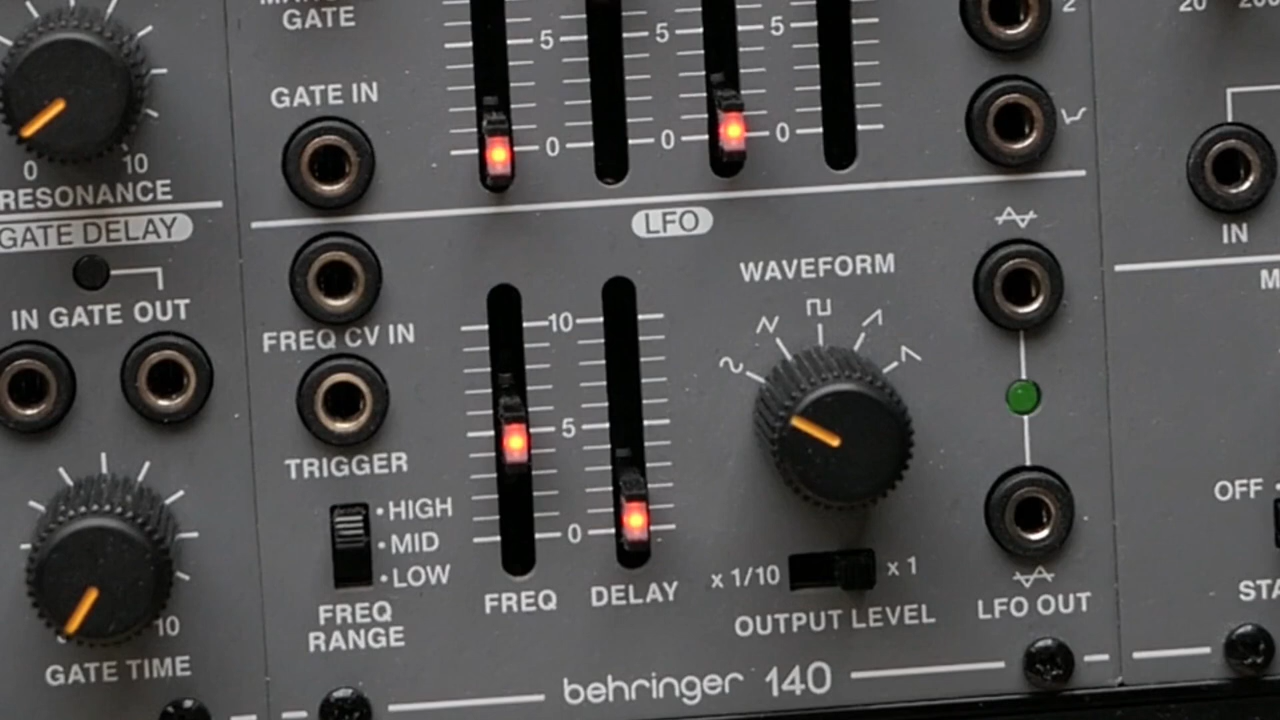 GATE
2
20
5
5
5
GATE IN
0
0
0
0
10
RESONANCE
LFO
GATE DELAY
IN
WAVEFORM
IN GATE OUT
10
FREQ CV IN
5
TRIGGER
HIGH
OFF
MID
0
LOW
x 1/10
x 1
FREQ
DELAY
FREQ
RANGE
OUTPUT LEVEL
LFO OUT
10
GATE TIME
behringer 140